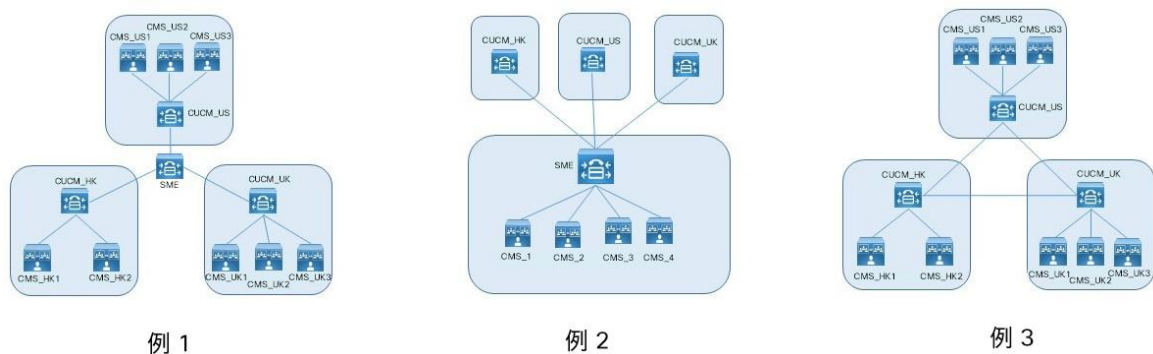 CMS_US2
CMS_US1
CMS_US3
CUCM_US
SME
CUCM_HK
CUCM_UK
CMS_HK1
CMS_HK2
CMS_UK1
CMS_UK2
CMS_UK3
例 1
CUCM_HK
CUCM_US
CUCM_UK
SME
CMS_1
CMS_2
CMS_3
CMS_4
例 2
CMS_US2
CMS_US1
CMS_US3
CUCM_US
CUCM_HK
CUCM_UK
CMS_HK1
CMS_HK2
CMS_UK1
CMS_UK2
CMS_UK3
例 3